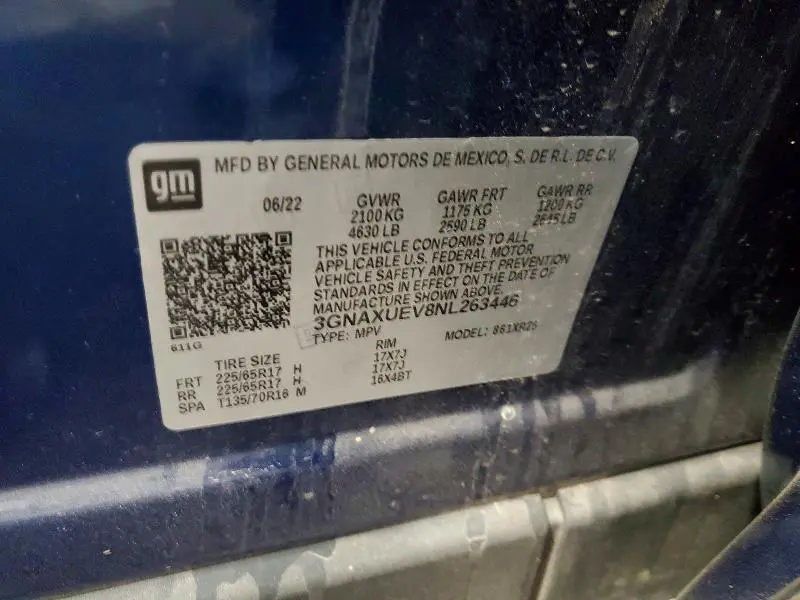 gm
MFD BY GENERAL MOTORS DE MEXICO, S. DE R.L. DE C.V.
06/22 GVWR GAWR FRT GAWR RR
2100 KG 1175 KG 1200 KG
4630 LB 2590 LB 2645 LB
THIS VEHICLE CONFORMS TO ALL
APPLICABLE U.S. FEDERAL MOTOR
VEHICLE SAFETY AND THEFT PREVENTION
STANDARDS IN EFFECT ON THE DATE OF
MANUFACTURE SHOWN ABOVE.
3GNAXUEV8NL263446
TYPE: MPV MODEL: 861XR26
611G
TIRE SIZE RIM
FRT 225/65R17 H 17X7J
RR 225/65R17 H 17X7J
SPA T135/70R16 M 16X4BT